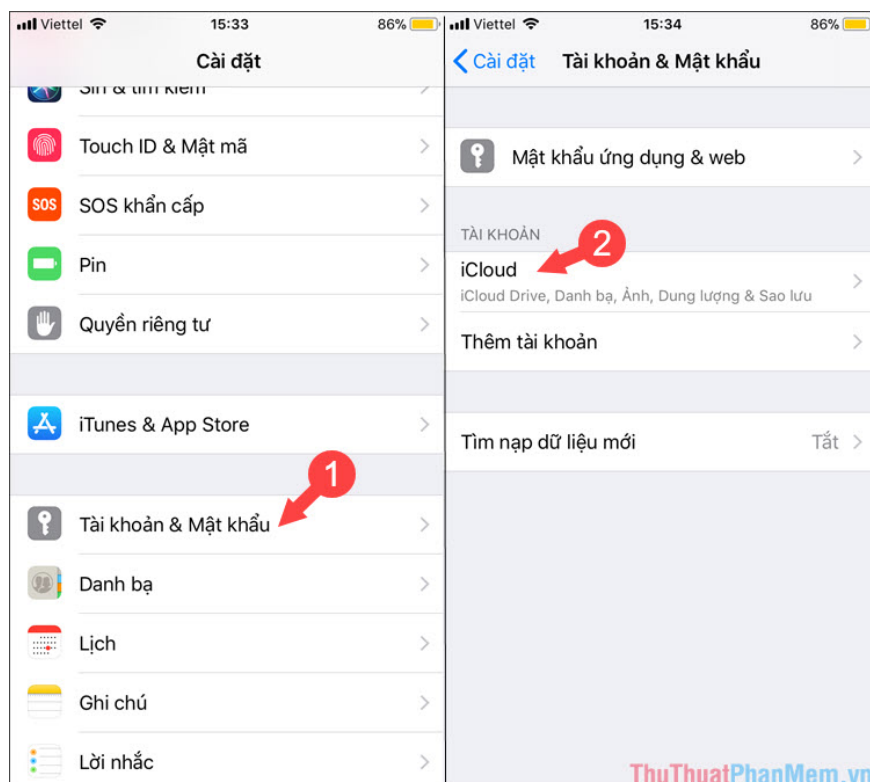 Viettel 15:33 86%
Cài đặt
Siri & tìm kiếm
Touch ID & Mật mã
SOS
SOS khẩn cấp
Pin
Quyền riêng tư
iTunes & App Store
1
Tài khoản & Mật khẩu
Danh bạ
Lịch
Ghi chú
Lời nhắc
Viettel 15:34 86%
Cài đặt Tài khoản & Mật khẩu
Mật khẩu ứng dụng & web
TÀI KHOẢN
2
iCloud
iCloud Drive, Danh bạ, Ảnh, Dung lượng & Sao lưu
Thêm tài khoản
Tìm nạp dữ liệu mới Tắt
ThuThuatPhanMem.vn